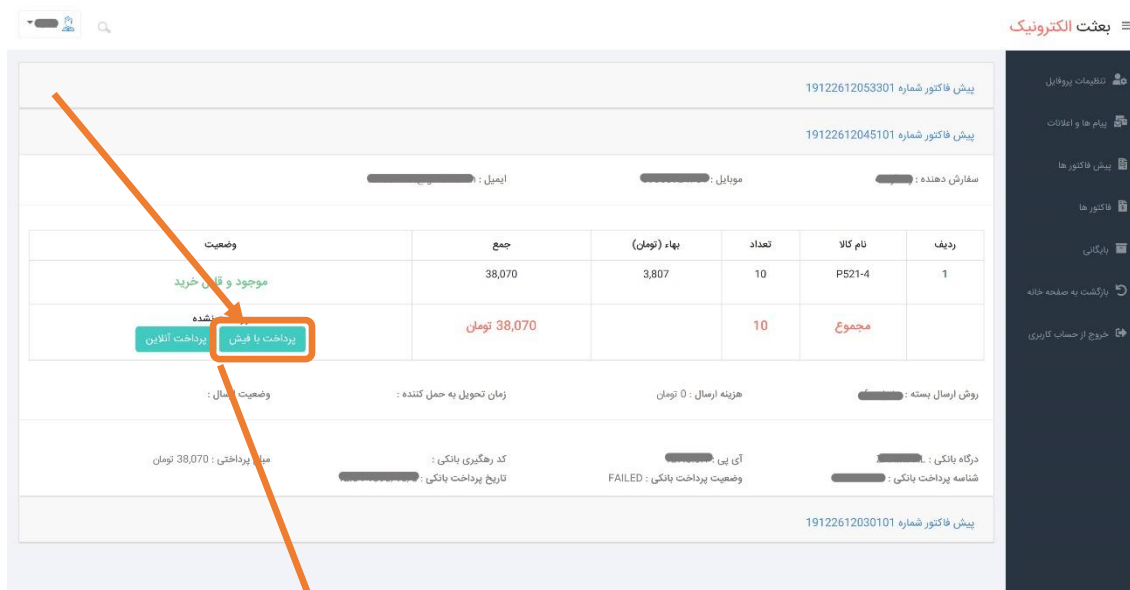 بعثت الکترونیک
تنظیمات پروفایل
پیام ها و اعلانات
پیش فاکتور ها
فاکتور ها
بایگانی
بازگشت به صفحه خانه
خروج از حساب کاربری
پیش فاکتور شماره 19122612053301
پیش فاکتور شماره 19122612045101
سفارش دهنده : موبایل : ایمیل :
ردیف نام کالا تعداد بهاء (تومان) جمع وضعیت
1 P521-4 10 3,807 38,070 موجود و قابل خرید
مجموع 10 38,070 تومان نشده
پرداخت با فیش پرداخت آنلاین
روش ارسال بسته : هزینه ارسال : 0 تومان زمان تحویل به حمل کننده : وضعیت ارسال :
درگاه بانکی : آی پی : کد رهگیری بانکی : مبلغ پرداختی : 38,070 تومان
شناسه پرداخت بانکی : وضعیت پرداخت بانکی : FAILED تاریخ پرداخت بانکی :
پیش فاکتور شماره 19122612030101